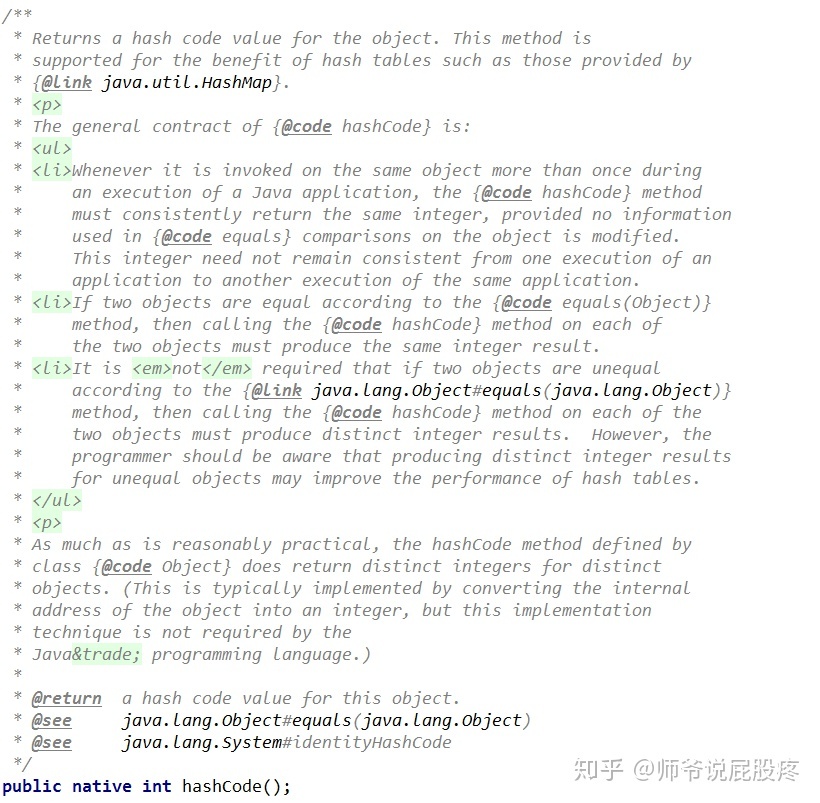 /**
 * Returns a hash code value for the object. This method is
 * supported for the benefit of hash tables such as those provided by
 * {@link java.util.HashMap}.
 * <p>
 * The general contract of {@code hashCode} is:
 * <ul>
 * <li>Whenever it is invoked on the same object more than once during
 *     an execution of a Java application, the {@code hashCode} method
 *     must consistently return the same integer, provided no information
 *     used in {@code equals} comparisons on the object is modified.
 *     This integer need not remain consistent from one execution of an
 *     application to another execution of the same application.
 * <li>If two objects are equal according to the {@code equals(Object)}
 *     method, then calling the {@code hashCode} method on each of
 *     the two objects must produce the same integer result.
 * <li>It is <em>not</em> required that if two objects are unequal
 *     according to the {@link java.lang.Object#equals(java.lang.Object)}
 *     method, then calling the {@code hashCode} method on each of the
 *     two objects must produce distinct integer results.  However, the
 *     programmer should be aware that producing distinct integer results
 *     for unequal objects may improve the performance of hash tables.
 * </ul>
 * <p>
 * As much as is reasonably practical, the hashCode method defined by
 * class {@code Object} does return distinct integers for distinct
 * objects. (This is typically implemented by converting the internal
 * address of the object into an integer, but this implementation
 * technique is not required by the
 * Java&trade; programming language.)
 *
 * @return  a hash code value for this object.
 * @see     java.lang.Object#equals(java.lang.Object)
 * @see     java.lang.System#identityHashCode
 */
public native int hashCode();
知乎 @师爷说屁股疼